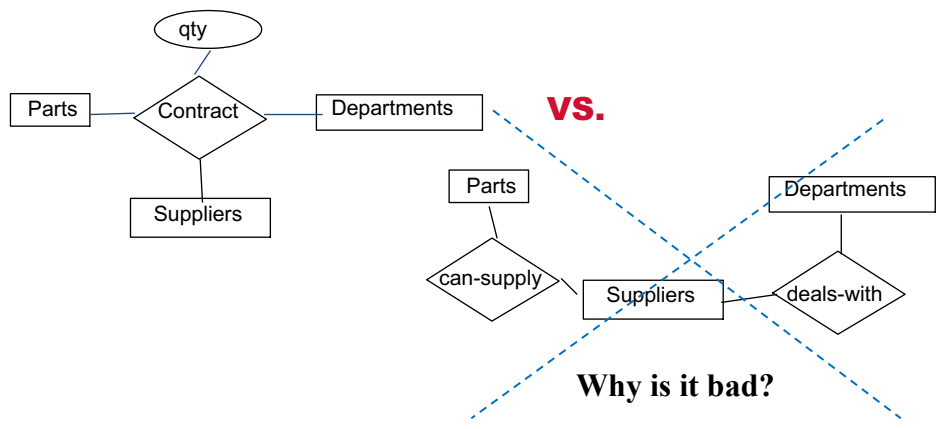 qty
Parts
Contract
Departments
vs.
Suppliers
Parts
Departments
can-supply
Suppliers
deals-with
Why is it bad?